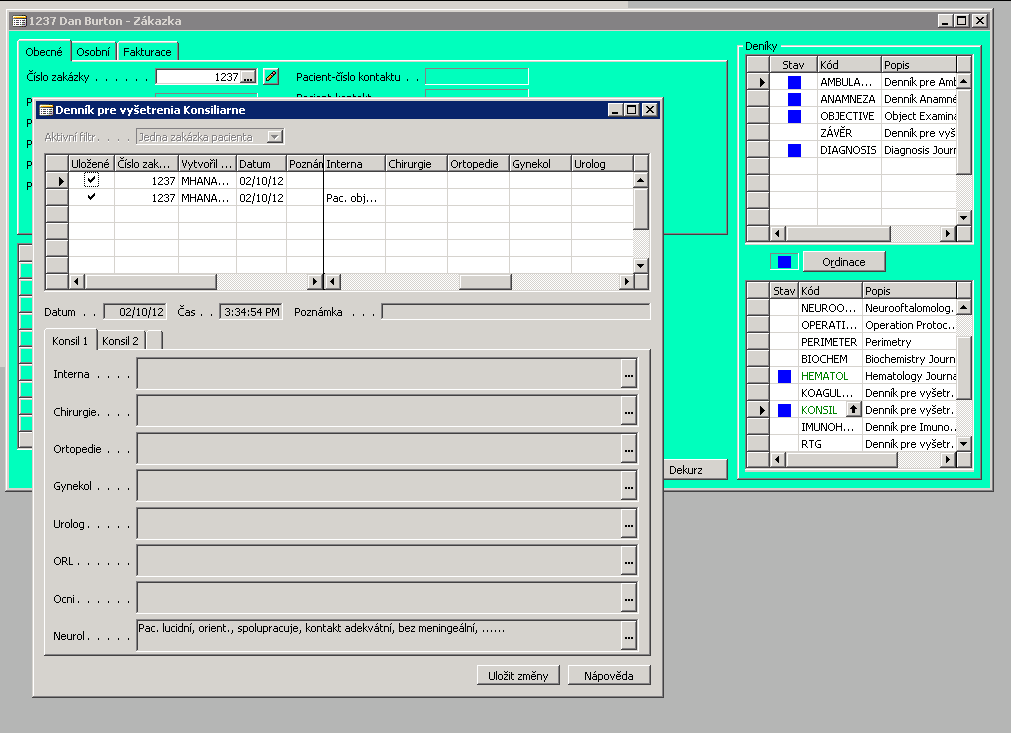 1237 Dan Burton - Zákazka
Obecné Osobní Fakturace
Číslo zakázky . . . . . . 1237 ... Pacient-číslo kontaktu . .
Deníky
Stav Kód Popis
AMBULA... Denník pre Amb
ANAMNEZA Denník Anamné
OBJECTIVE Object Examina
ZÁVĚR Denník pre vyš
DIAGNOSIS Diagnosis Jour
Ordinace
Stav Kód Popis
NEUROO... Neurooftalomolog.
OPERATI... Operation Protoc..
PERIMETER Perimetry
BIOCHEM Biochemistry Journ
HEMATOL Hematology Journa
KOAGUL... Denník pre vyšetr.
KONSIL Denník pre vyšetr.
IMUNOH... Denník pre Imuno..
RTG Denník pre vyšetr.
Dekurz
Denník pre vyšetrenia Konsiliarne
Aktivní filtr . . . . Jedna zakázka pacienta
Uložené Číslo zak... Vytvořil ... Datum Poznám Interna Chirurgie Ortopedie Gynekol Urolog
1237 MHANA... 02/10/12
1237 MHANA... 02/10/12 Pac. obj...
Datum . . 02/10/12 Čas . . 3:34:54 PM Poznámka . . .
Konsil 1 Konsil 2
Interna . . . . ...
Chirurgie. . . . ...
Ortopedie . . . ...
Gynekol . . . . ...
Urolog. . . . . ...
ORL . . . . . . ...
Ocni . . . . . . ...
Neurol . . . . . Pac. lucidní, orient., spolupracuje, kontakt adekvátní, bez meningeální, ...... ...
Uložit změny Nápověda